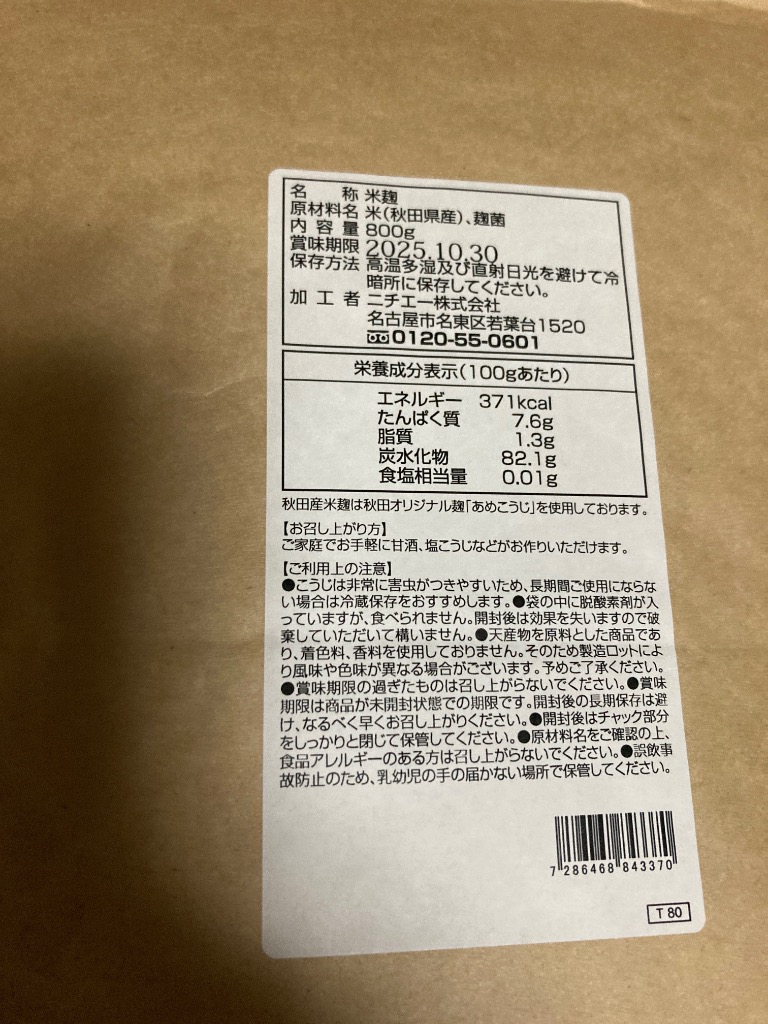 名称 米麹
原材料名 米(秋田県産)、麹菌
内容量 800g
賞味期限 2025.10.30
保存方法 高温多湿及び直射日光を避けて冷
暗所に保存してください。
加工者 ニチエー株式会社
名古屋市名東区若葉台1520
0120-55-0601
栄養成分表示(100gあたり)
エネルギー 371kcal
たんぱく質 7.6g
脂質 1.3g
炭水化物 82.1g
食塩相当量 0.01g
秋田産米麹は秋田オリジナル麹「あめこうじ」を使用しております。
【お召し上がり方】
ご家庭でお手軽に甘酒、塩こうじなどがお作りいただけます。
【ご利用上の注意】
●こうじは非常に害虫がつきやすいため、長期間ご使用にならな
い場合は冷蔵保存をおすすめします。●袋の中に脱酸素剤が入
っていますが、食べられません。開封後は効果を失いますので破
棄していただいて構いません。●天産物を原料とした商品であ
り、着色料、香料を使用しておりません。そのため製造ロットによ
り風味や色味が異なる場合がございます。予めご了承ください。
●賞味期限の過ぎたものは召し上がらないでください。●賞味
期限は商品が未開封状態での期限です。開封後の長期保存は避
け、なるべく早くお召し上がりください。●開封後はチャック部分
をしっかりと閉じて保管してください。●原材料名をご確認の上、
食品アレルギーのある方は召し上がらないでください。●誤飲事
故防止のため、乳幼児の手の届かない場所で保管してください。
7 286468 843370
T 80